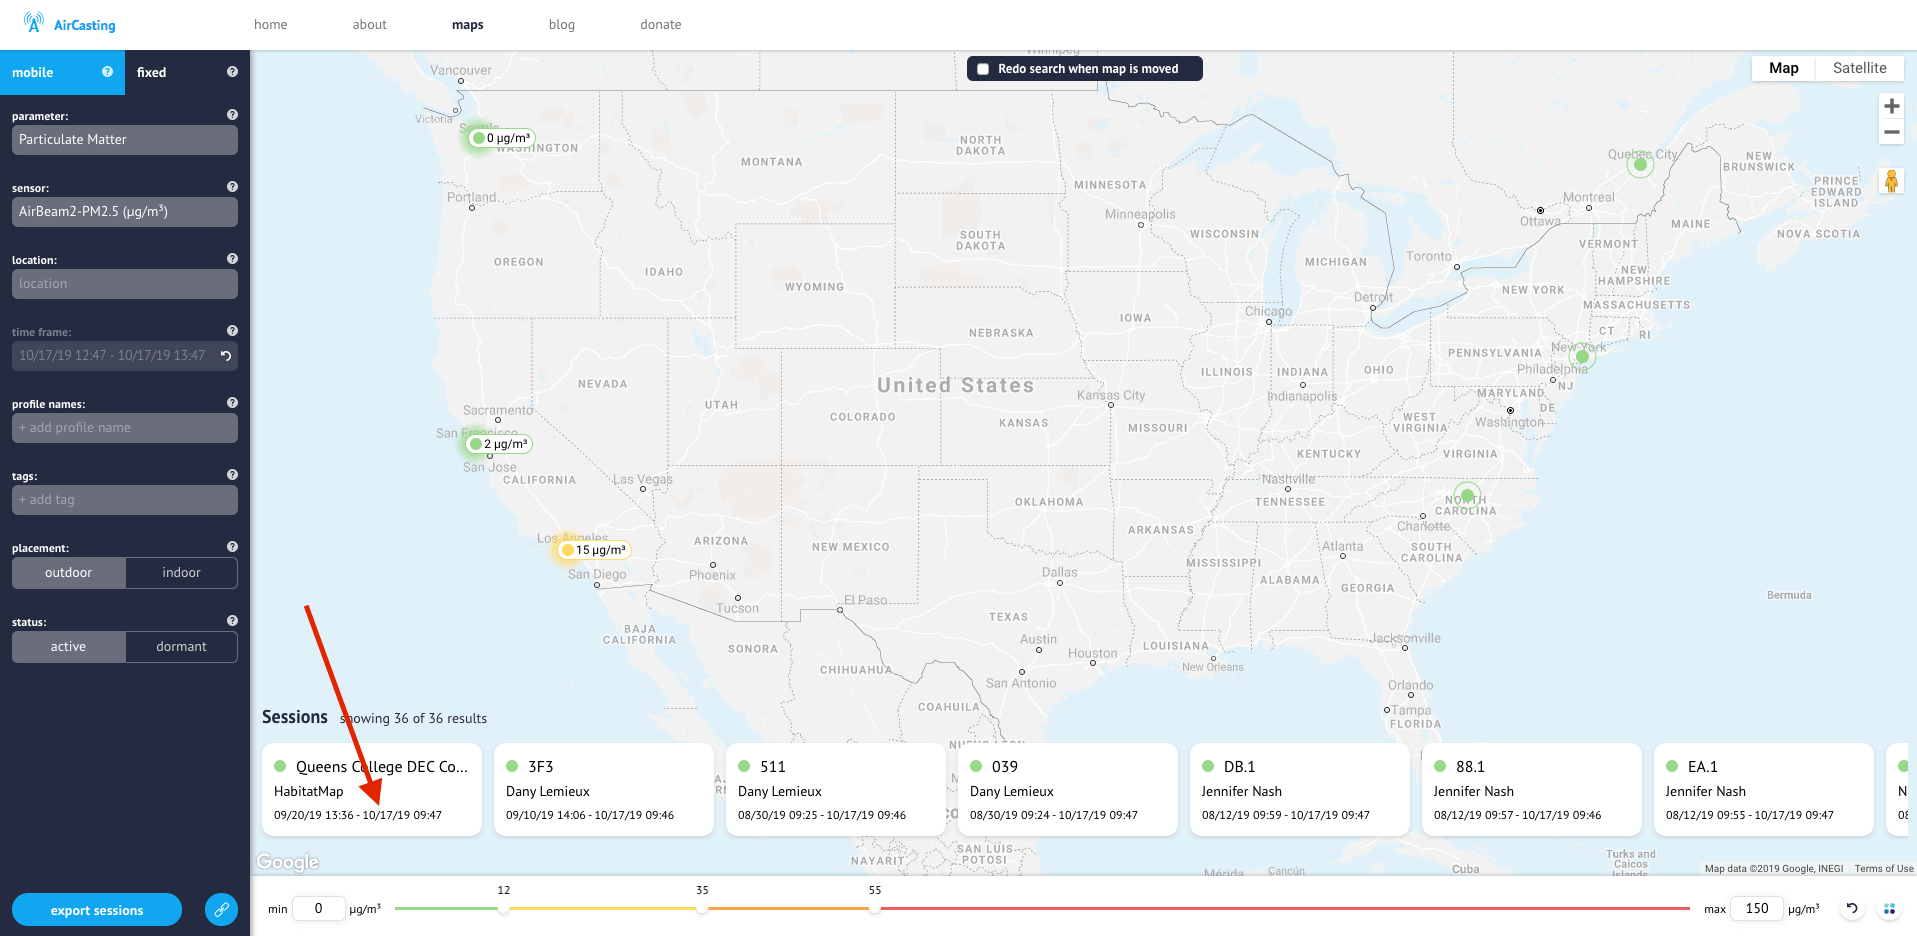 AirCasting
home
about
maps
blog
donate
mobile
fixed
parameter:
Particulate Matter
sensor:
AirBeam2-PM2.5 (µg/m³)
location:
location
time frame:
10/17/19 12:47 - 10/17/19 13:47
profile names:
+ add profile name
tags:
+ add tag
placement:
outdoor
indoor
status:
active
dormant
export sessions
Redo search when map is moved
Map
Satellite
Winnipeg
Vancouver
Victoria
Seattle
0 µg/m³
WASHINGTON
MONTANA
NORTH
DAKOTA
MINNESOTA
Quebec City
NEW
BRUNSWICK
PRINCE
EDWARD
ISLAND
Montreal
Ottawa
MAINE
NOVA SCOTIA
Portland
Minneapolis
OREGON
IDAHO
SOUTH
DAKOTA
WISCONSIN
MICHIGAN
Toronto
VERMONT
NEW
HAMPSHIRE
WYOMING
NEW YORK
MASSACHUSETTS
Detroit
Chicago
IOWA
NEBRASKA
CT
RI
New York
PENNSYLVANIA
Philadelphia
NJ
ILLINOIS
INDIANA
OHIO
Indianapolis
MARYLAND
DE
Washington
NEVADA
UTAH
United States
COLORADO
Kansas City
KANSAS
MISSOURI
WEST
VIRGINIA
Sacramento
San Francisco
2 µg/m³
San Jose
CALIFORNIA
Las Vegas
KENTUCKY
VIRGINIA
Nashville
TENNESSEE
NORTH
CAROLINA
Charlotte
OKLAHOMA
ARKANSAS
Los Angeles
15 µg/m³
ARIZONA
NEW MEXICO
Atlanta
SOUTH
CAROLINA
San Diego
Phoenix
Dallas
MISSISSIPPI
ALABAMA
GEORGIA
Tucson
El Paso
Bermuda
BAJA
CALIFORNIA
SONORA
TEXAS
Austin
Houston
LOUISIANA
Jacksonville
New Orleans
CHIHUAHUA
San Antonio
Orlando
Tampa
FLORIDA
COAHUILA
NUEVO LEON
Sessions
showing 36 of 36 results
Queens College DEC Co...
HabitatMap
09/20/19 13:36 - 10/17/19 09:47
3F3
Dany Lemieux
09/10/19 14:06 - 10/17/19 09:46
511
Dany Lemieux
08/30/19 09:25 - 10/17/19 09:46
039
Dany Lemieux
08/30/19 09:24 - 10/17/19 09:47
DB.1
Jennifer Nash
08/12/19 09:59 - 10/17/19 09:47
88.1
Jennifer Nash
08/12/19 09:57 - 10/17/19 09:46
EA.1
Jennifer Nash
08/12/19 09:55 - 10/17/19 09:47
Google
NAYARIT
SAN LUIS
POTOSI
Mérida
Cancún
Cuba
Turks and
Caicos
Islands
Map data ©2019 Google, INEGI
Terms of Use
12
35
55
min
0
µg/m³
max
150
µg/m³